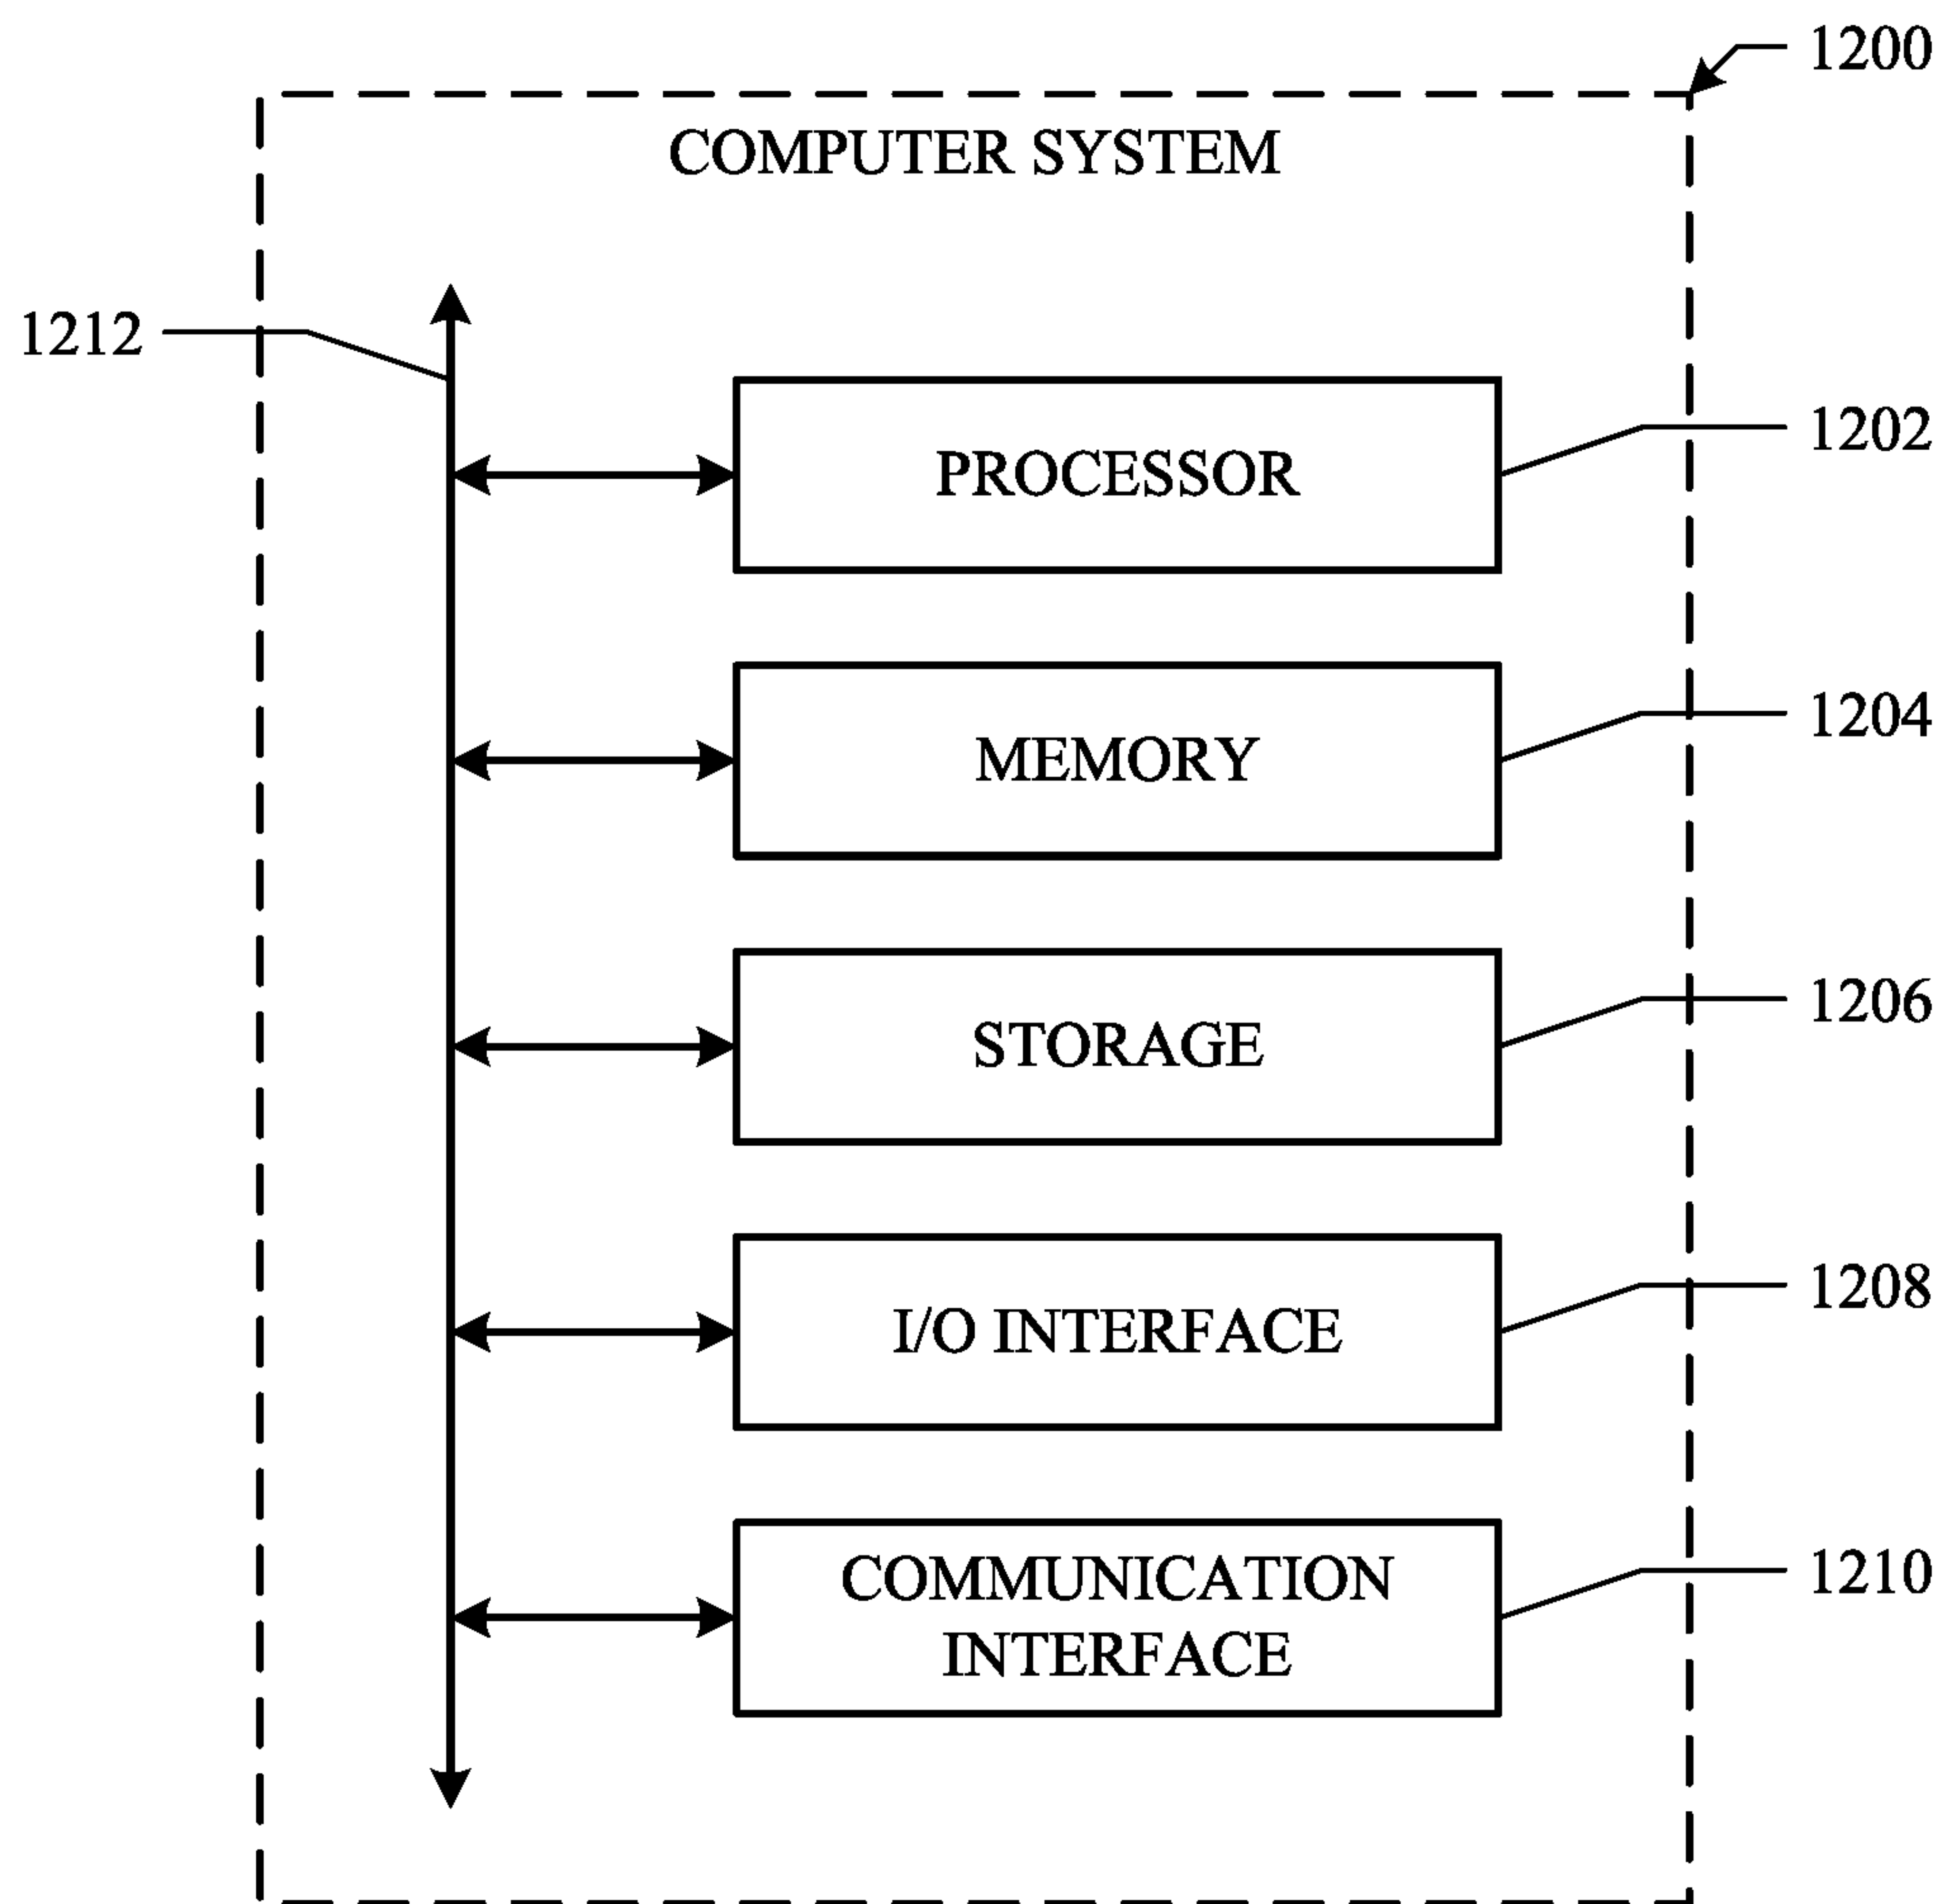 1200
COMPUTER SYSTEM
1212
1202
PROCESSOR
1204
MEMORY
1206
STORAGE
1208
I/O INTERFACE
1210
COMMUNICATION
INTERFACE